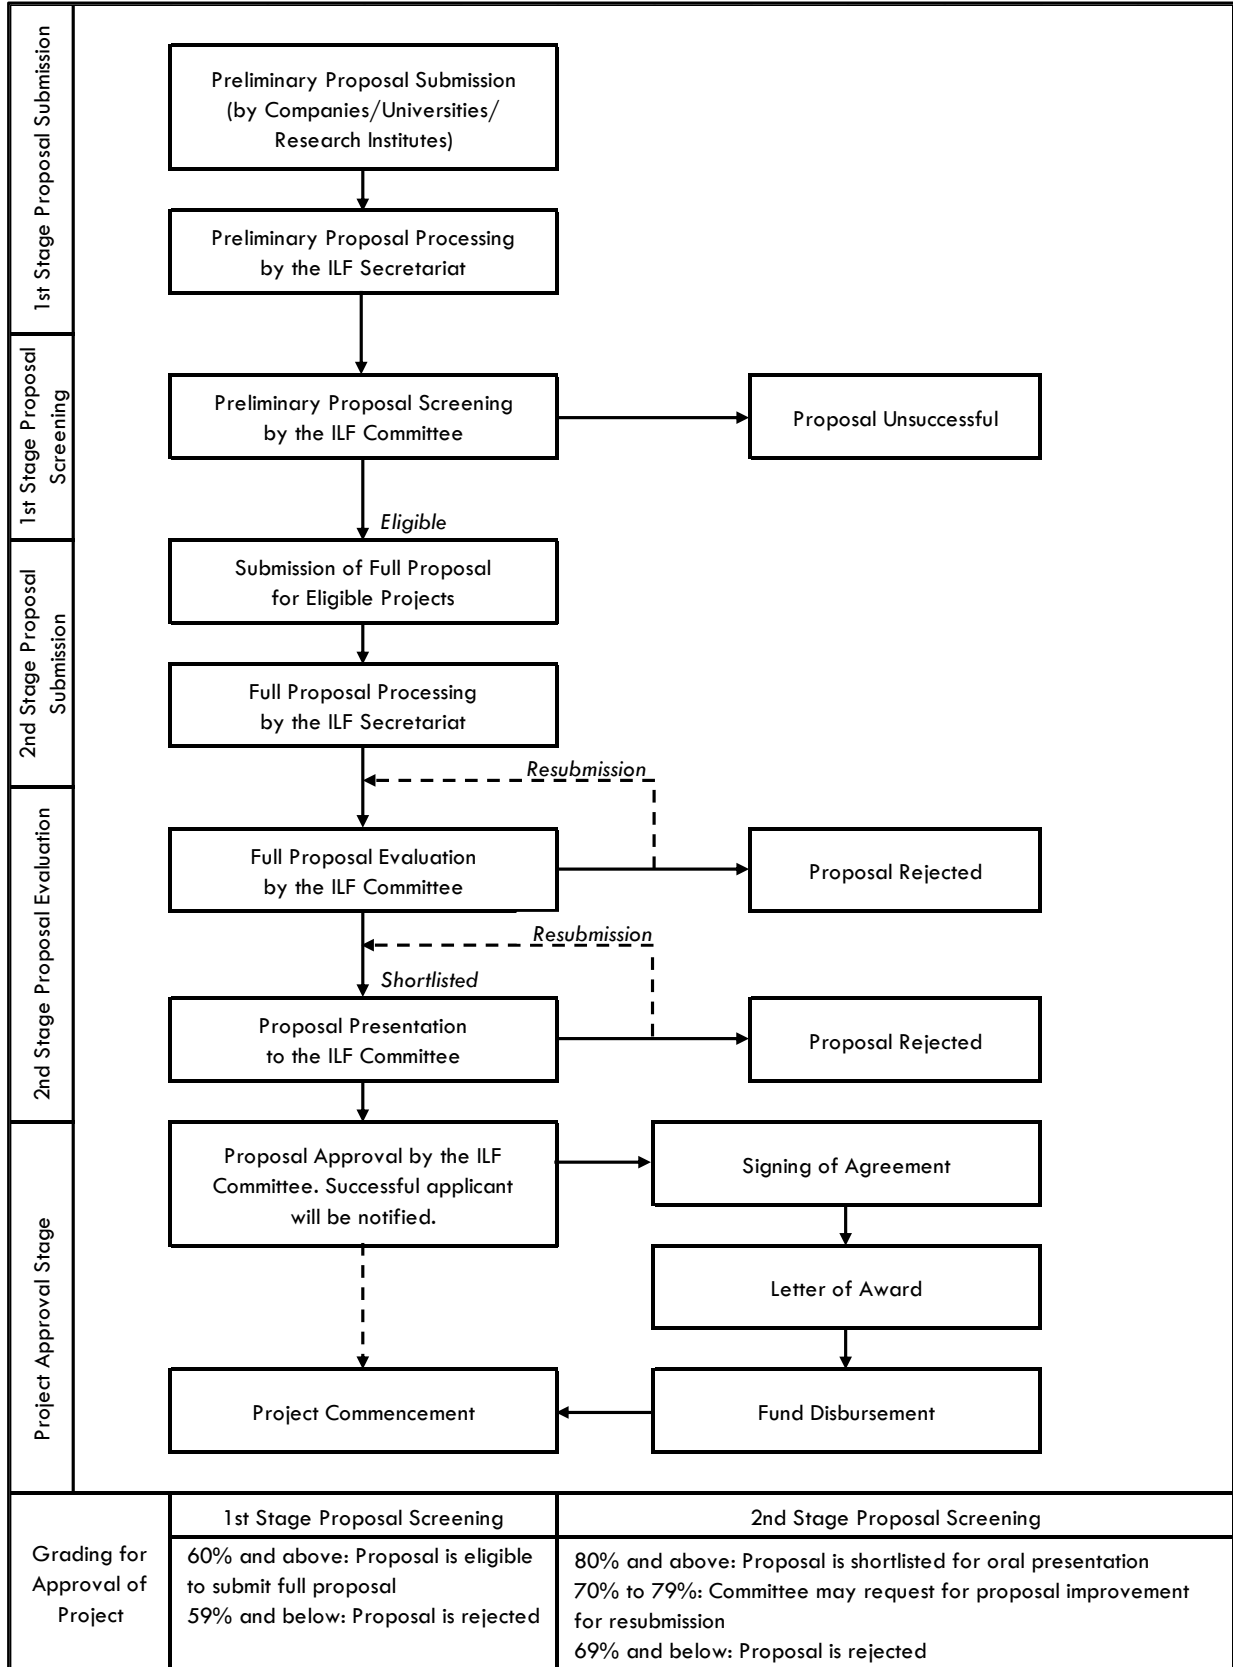 1st Stage Proposal Submission
Preliminary Proposal Submission
(by Companies/Universities/
Research Institutes)
Preliminary Proposal Processing
by the ILF Secretariat
1st Stage Proposal
Screening
Preliminary Proposal Screening
by the ILF Committee
Proposal Unsuccessful
Eligible
2nd Stage Proposal
Submission
Submission of Full Proposal
for Eligible Projects
Full Proposal Processing
by the ILF Secretariat
Resubmission
2nd Stage Proposal Evaluation
Full Proposal Evaluation
by the ILF Committee
Proposal Rejected
Resubmission
Shortlisted
Proposal Presentation
to the ILF Committee
Proposal Rejected
Project Approval Stage
Proposal Approval by the ILF
Committee. Successful applicant
will be notified.
Signing of Agreement
Letter of Award
Project Commencement
Fund Disbursement
Grading for
Approval of
Project
1st Stage Proposal Screening
60% and above: Proposal is eligible
to submit full proposal
59% and below: Proposal is rejected
2nd Stage Proposal Screening
80% and above: Proposal is shortlisted for oral presentation
70% to 79%: Committee may request for proposal improvement
for resubmission
69% and below: Proposal is rejected